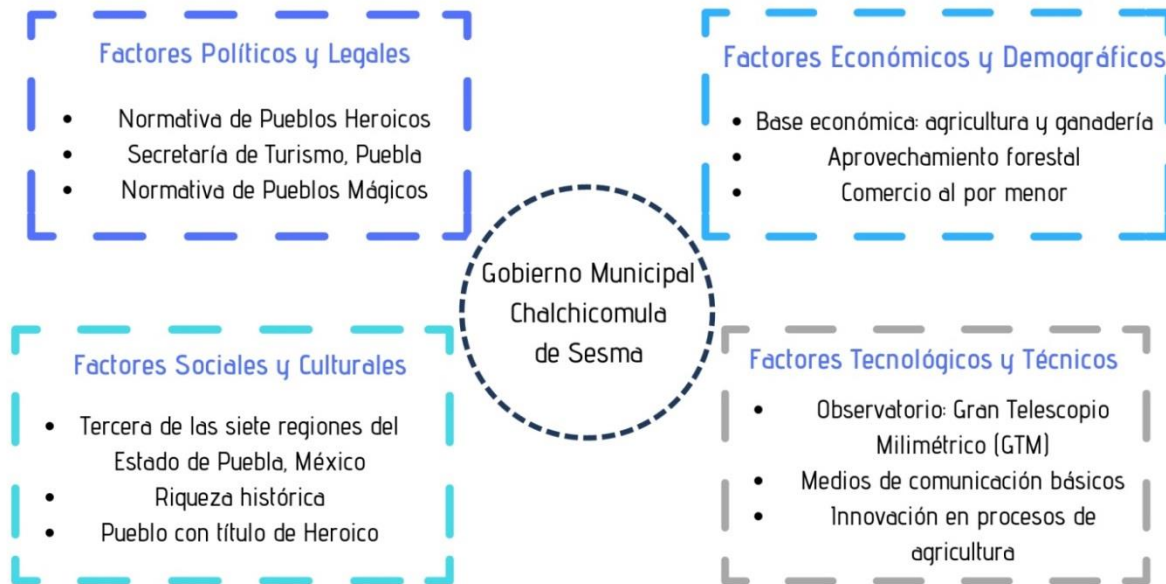 Factores Políticos y Legales
• Normativa de Pueblos Heroicos
• Secretaría de Turismo, Puebla
• Normativa de Pueblos Mágicos
Factores Económicos y Demográficos
• Base económica: agricultura y ganadería
• Aprovechamiento forestal
• Comercio al por menor
Gobierno Municipal
Chalchicomula
de Sesma
Factores Sociales y Culturales
• Tercera de las siete regiones del
Estado de Puebla, México
• Riqueza histórica
• Pueblo con título de Heroico
Factores Tecnológicos y Técnicos
• Observatorio: Gran Telescopio
Milimétrico (GTM)
• Medios de comunicación básicos
• Innovación en procesos de
agricultura